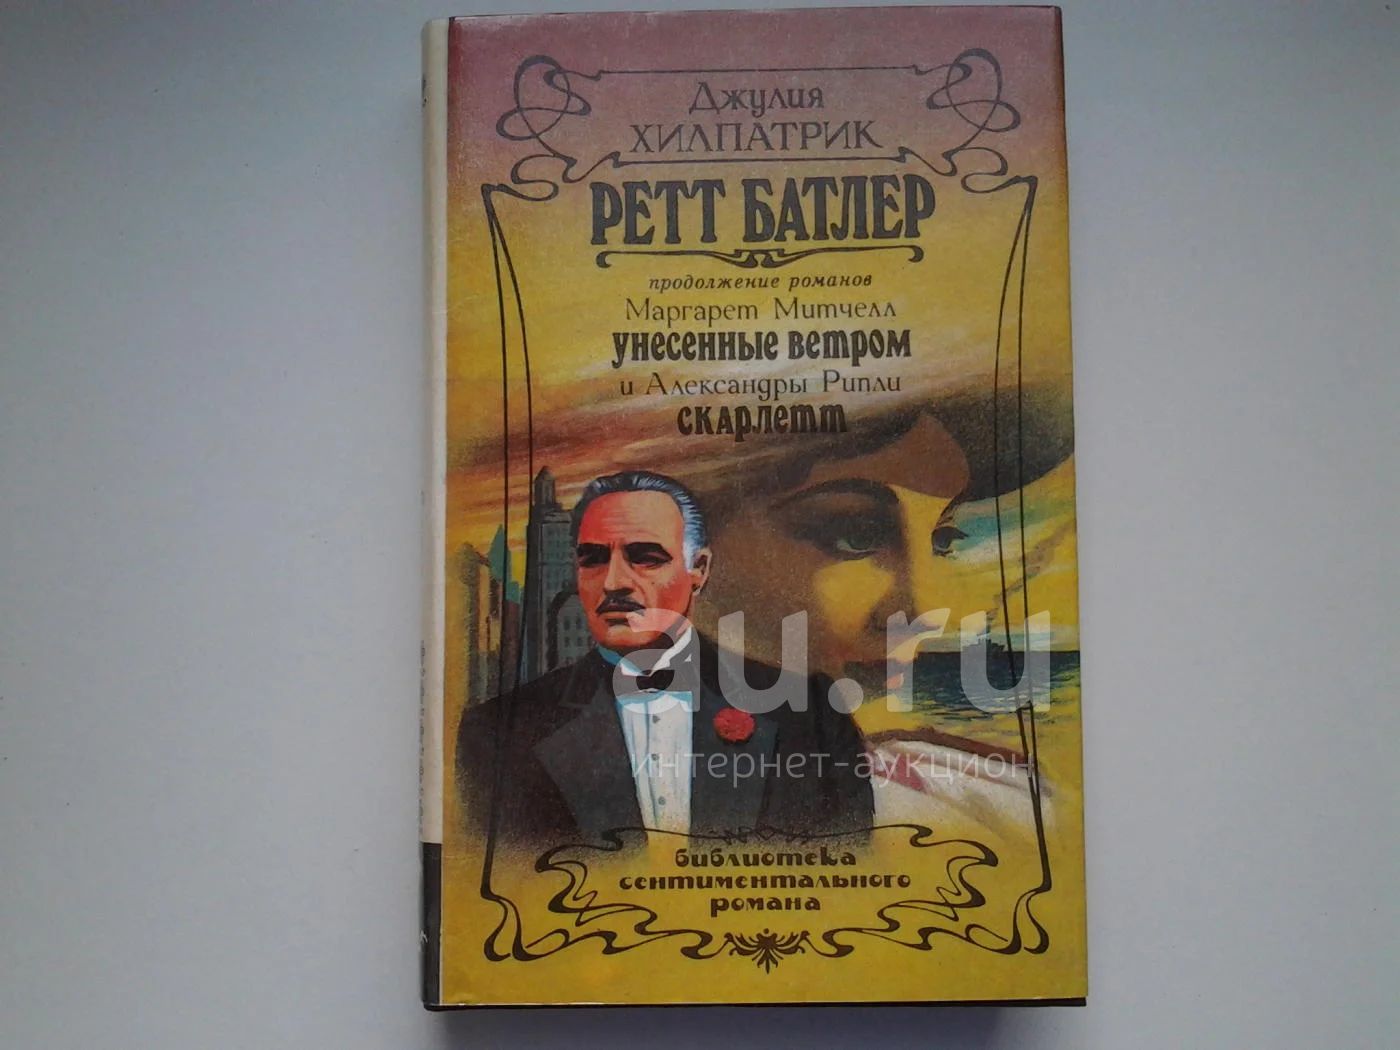 Джулия
ХИЛПАТРИК
РЕТТ БАТЛЕР
продолжение романов
Маргарет Митчелл
УНЕСЕННЫЕ ВЕТРОМ
и Александры Рипли
СКАРЛЕТТ
au.ru
интернет-аукцион
библиотека
сентиментального
романа